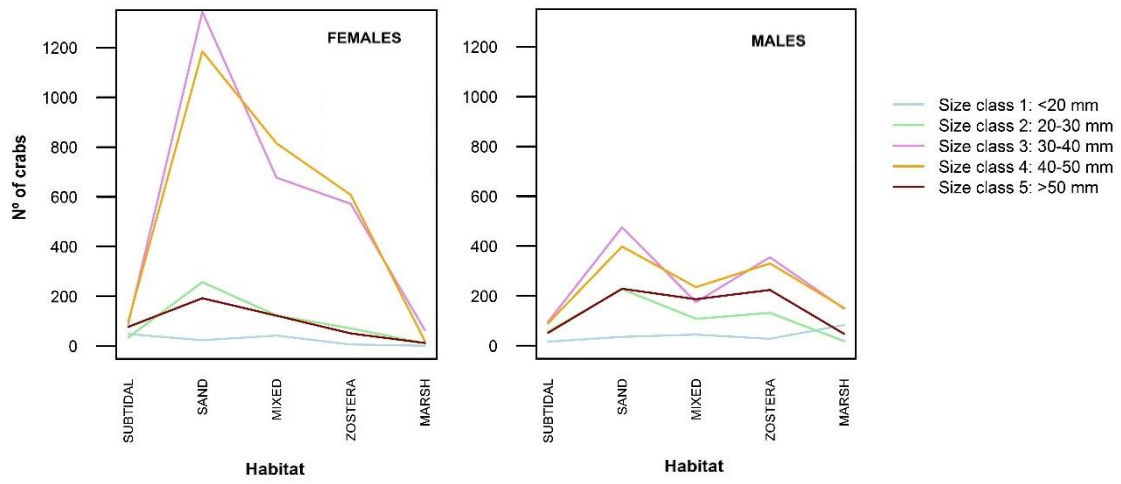 FEMALES
Nº of crabs
1200
1000
800
600
400
200
0
SUBTIDAL
SAND
MIXED
ZOSTERA
MARSH
Habitat
MALES
1200
1000
800
600
400
200
0
SUBTIDAL
SAND
MIXED
ZOSTERA
MARSH
Habitat
Size class 1: <20 mm
Size class 2: 20-30 mm
Size class 3: 30-40 mm
Size class 4: 40-50 mm
Size class 5: >50 mm